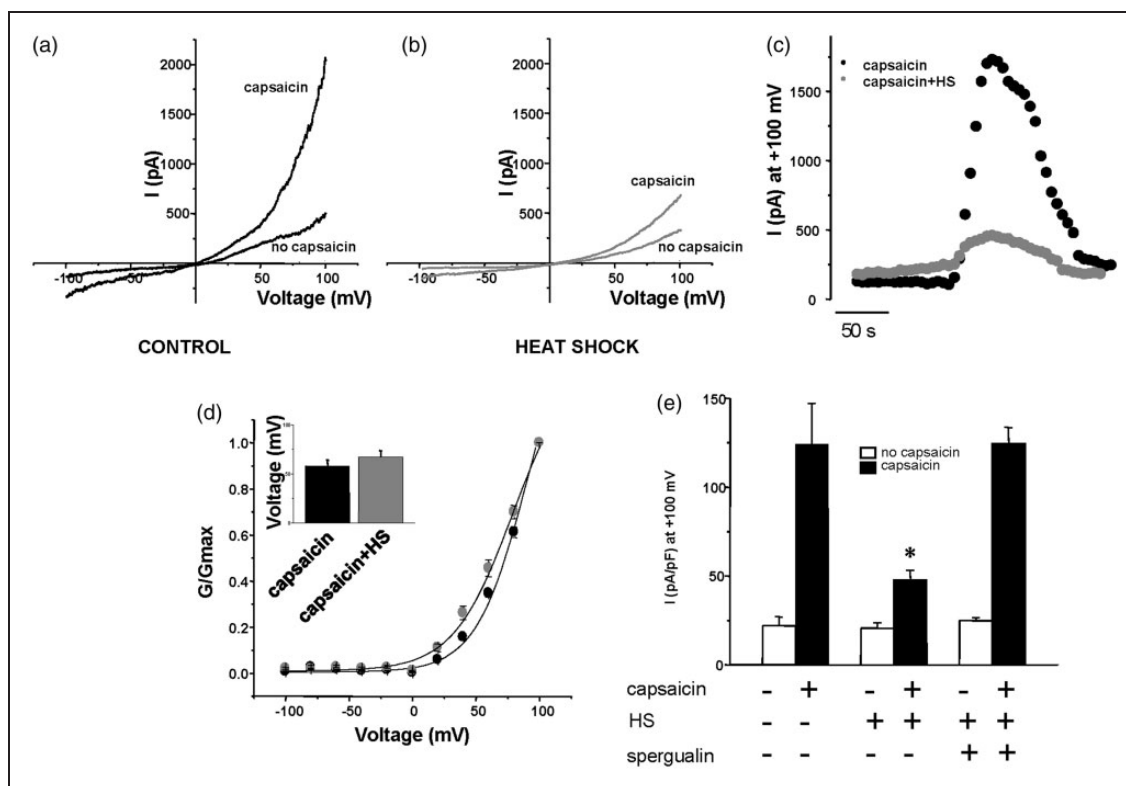 (a)
2000
capsaicin
1500
I (pA)
1000
500
no capsaicin
-100 -50 50 100
Voltage (mV)
CONTROL
(b)
2000
1500
I (pA)
1000
capsaicin
500
no capsaicin
-100 -50 50 100
Voltage (mV)
HEAT SHOCK
(c)
capsaicin
capsaicin+HS
1500
1000
500
0
I (pA) at +100 mV
50 s
(d)
100
50
0
Voltage (mV)
capsaicin
capsaicin+HS
1.0
0.8
0.6
0.4
0.2
0.0
G/Gmax
-100 -50 0 50 100
Voltage (mV)
(e)
150
100
50
0
I (pA/pF) at +100 mV
no capsaicin
capsaicin
*
capsaicin - + - + - +
HS - - + + + +
spergualin - - - - + +